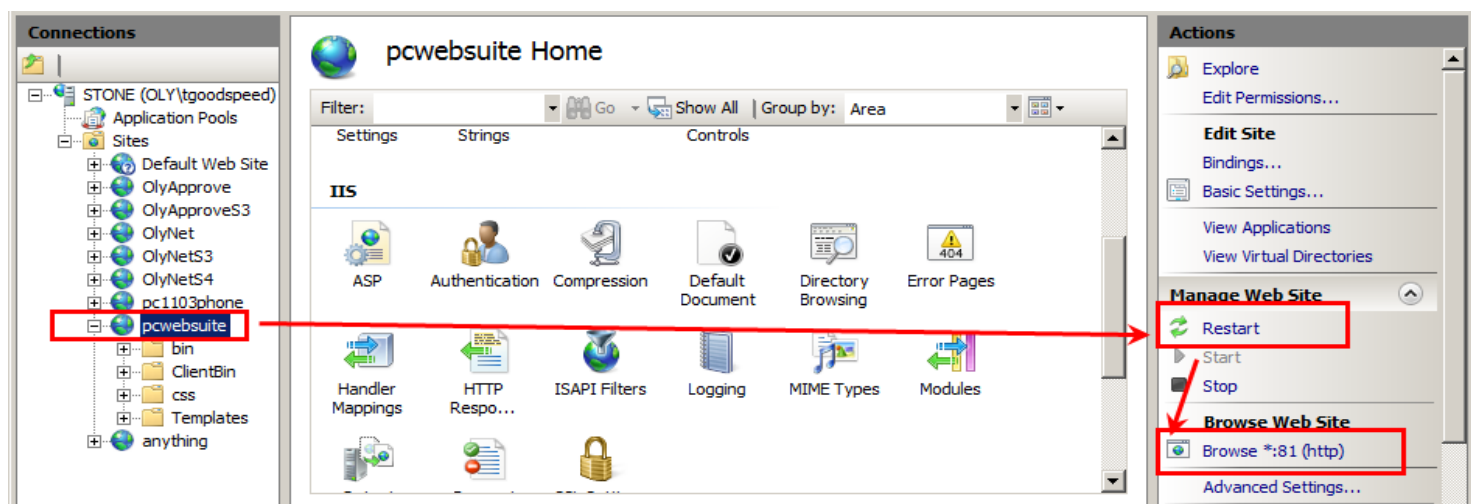 Connections
STONE (OLY\tgoodspeed)
Application Pools
Sites
Default Web Site
OlyApprove
OlyApproveS3
OlyNet
OlyNetS3
OlyNetS4
pc1103phone
pcwebsuite
bin
ClientBin
css
Templates
anything
pcwebsuite Home
Filter: Go Show All Group by: Area
Settings Strings Controls
IIS
ASP Authentication Compression Default Document Directory Browsing Error Pages
404
Handler Mappings HTTP Respo... ISAPI Filters Logging MIME Types Modules
Actions
Explore
Edit Permissions...
Edit Site
Bindings...
Basic Settings...
View Applications
View Virtual Directories
Manage Web Site
Restart
Start
Stop
Browse Web Site
Browse *:81 (http)
Advanced Settings...